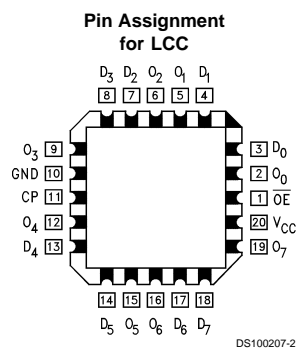 Pin Assignment
for LCC
D3 D2 O2 O1 D1
8 7 6 5 4
O3 9 3 D0
GND 10 2 O0
CP 11 1 O̅E̅
O4 12 20 VCC
D4 13 19 O7
14 15 16 17 18
D5 O5 O6 D6 D7
DS100207-2